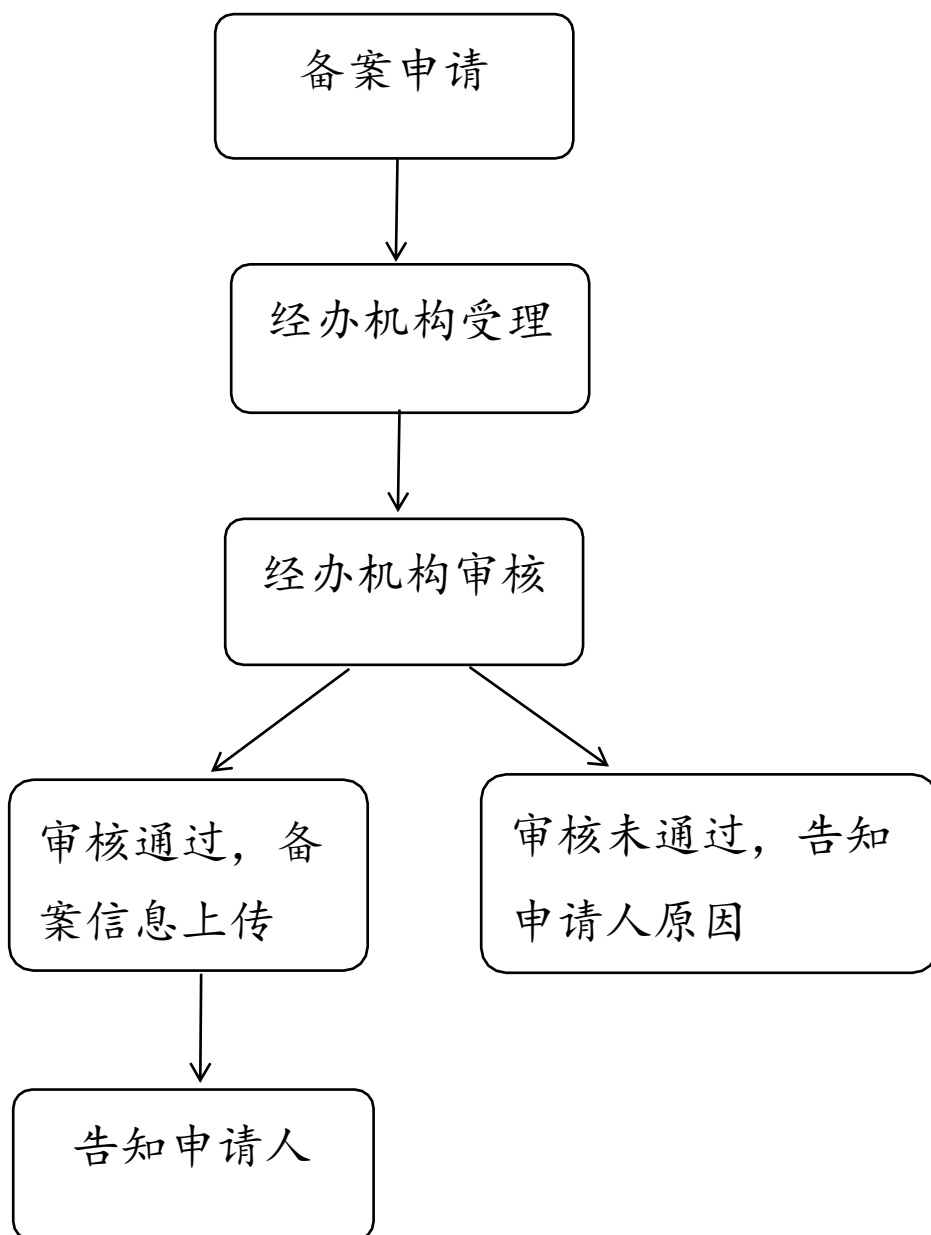 备案申请
经办机构受理
经办机构审核
审核通过，备
案信息上传
审核未通过，告知
申请人原因
告知申请人